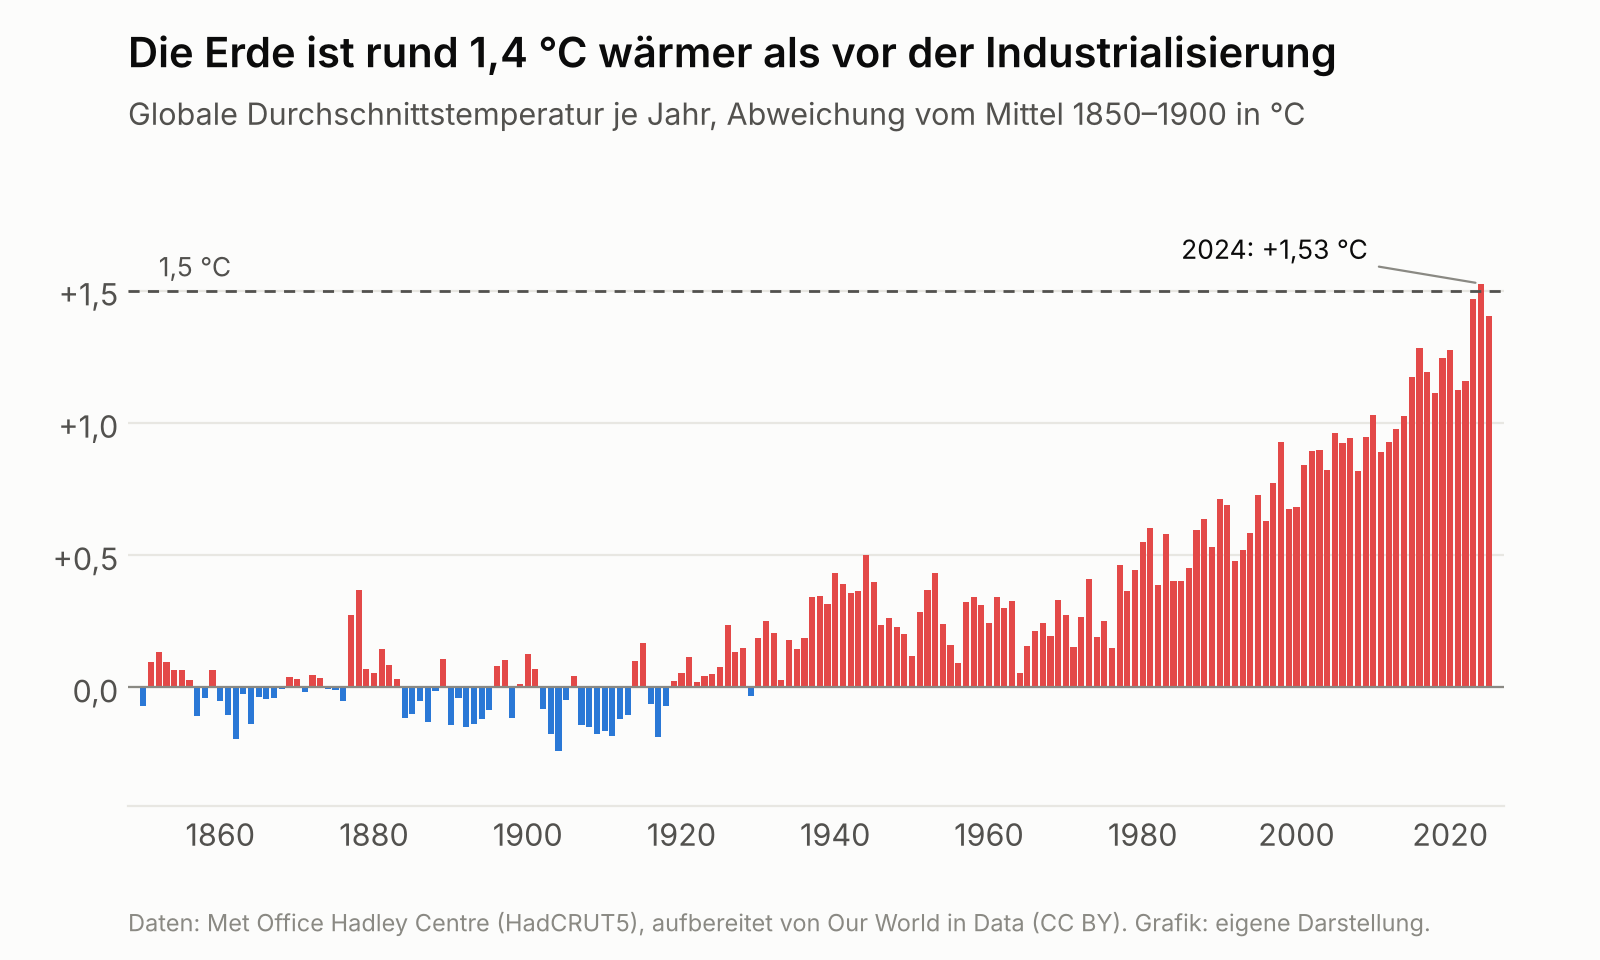 Die Erde ist rund 1,4 °C wärmer als vor der Industrialisierung
Globale Durchschnittstemperatur je Jahr, Abweichung vom Mittel 1850–1900 in °C
2024: +1,53 °C
1,5 °C
+1,5
+1,0
+0,5
0,0
1860 1880 1900 1920 1940 1960 1980 2000 2020
Daten: Met Office Hadley Centre (HadCRUT5), aufbereitet von Our World in Data (CC BY). Grafik: eigene Darstellung.